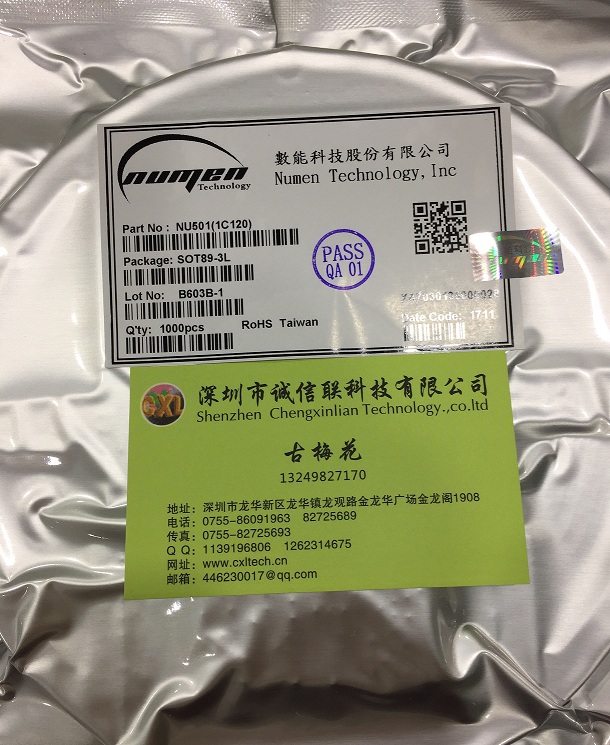 numen
Technology
數能科技股份有限公司
Numen Technology,Inc
Part No : NU501(1C120)
Package: SOT89-3L
Lot No: B603B-1
Q'ty: 1000pcs
RoHS Taiwan
PASS
QA 01
Date Code: 1711
CXL
深圳市诚信联科技有限公司
Shenzhen Chengxinlian Technology.,co.ltd
古梅花
13249827170
地址: 深圳市龙华新区龙华镇龙观路金龙华广场金龙阁1908
电话: 0755-86091963 82725689
传真: 0755-82725693
Q Q: 1139196806 1262314675
网址: www.cxltech.cn
邮箱: 446230017@qq.com